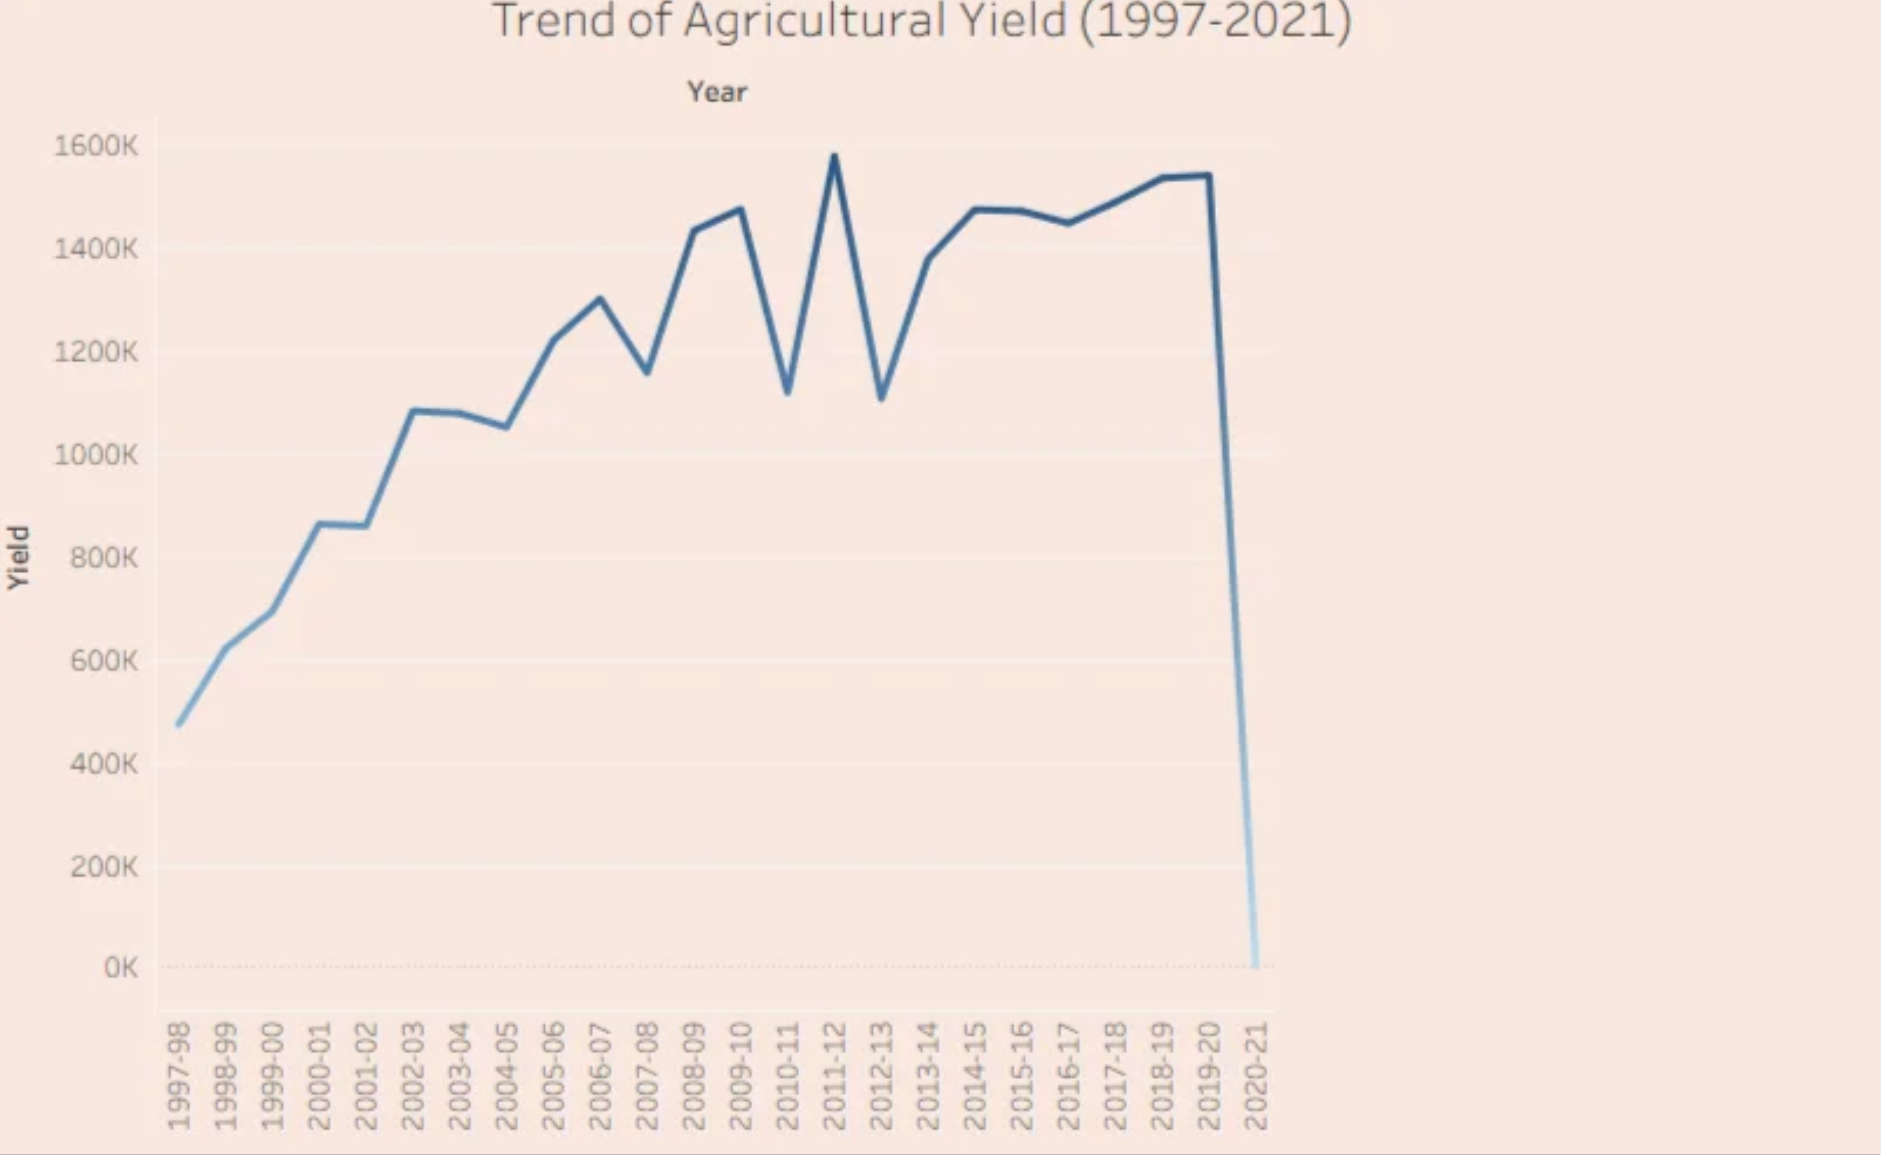 Trend of Agricultural Yield (1997-2021)
Year
1600K
1400K
1200K
1000K
800K
600K
400K
200K
0K
Yield
1997-98
1998-99
1999-00
2000-01
2001-02
2002-03
2003-04
2004-05
2005-06
2006-07
2007-08
2008-09
2009-10
2010-11
2011-12
2012-13
2013-14
2014-15
2015-16
2016-17
2017-18
2018-19
2019-20
2020-21